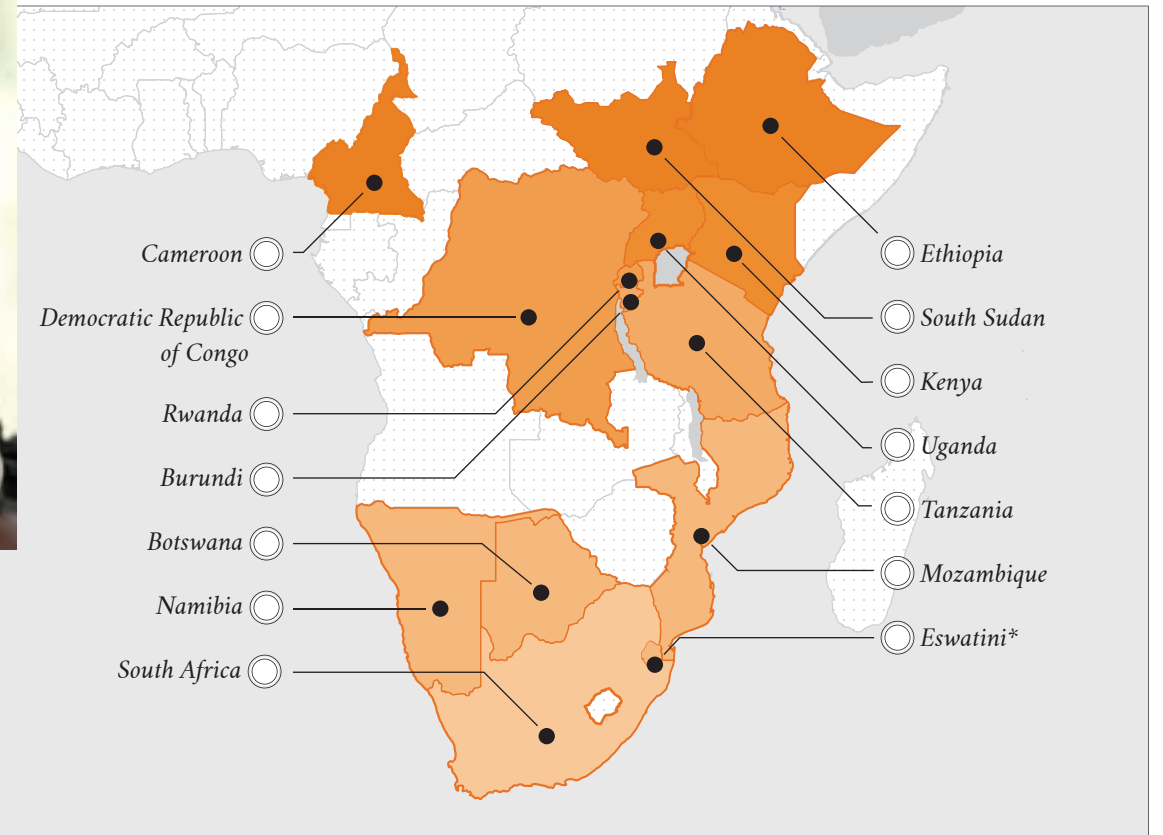 Cameroon
Democratic Republic
of Congo
Rwanda
Burundi
Botswana
Namibia
South Africa
Ethiopia
South Sudan
Kenya
Uganda
Tanzania
Mozambique
Eswatini*